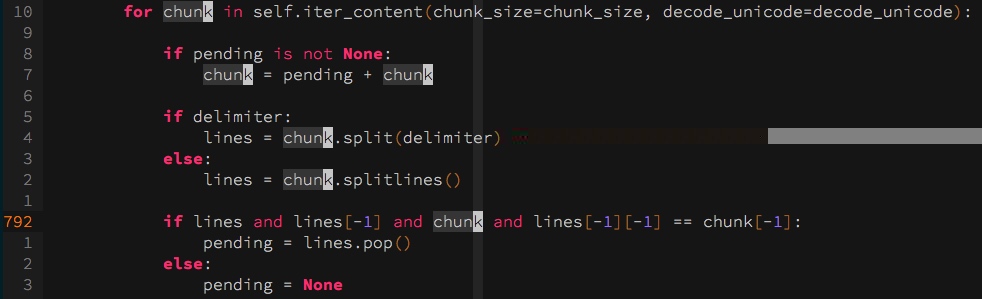 10 for chunk in self.iter_content(chunk_size=chunk_size, decode_unicode=decode_unicode):
9
8 if pending is not None:
7 chunk = pending + chunk
6
5 if delimiter:
4 lines = chunk.split(delimiter)
3 else:
2 lines = chunk.splitlines()
1
792 if lines and lines[-1] and chunk and lines[-1][-1] == chunk[-1]:
1 pending = lines.pop()
2 else:
3 pending = None